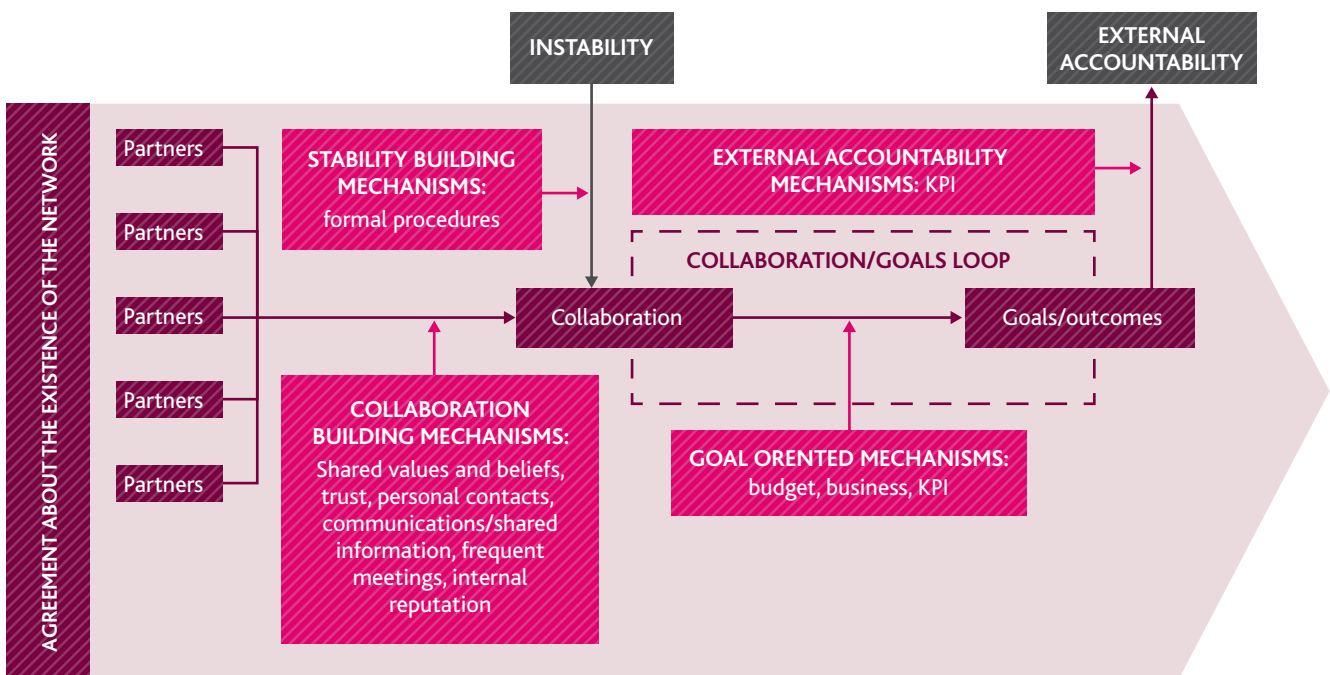 INSTABILITY
EXTERNAL
ACCOUNTABILITY
AGREEMENT ABOUT THE EXISTENCE OF THE NETWORK
Partners
Partners
Partners
Partners
Partners
STABILITY BUILDING
MECHANISMS:
formal procedures
EXTERNAL ACCOUNTABILITY
MECHANISMS: KPI
COLLABORATION/GOALS LOOP
Collaboration
Goals/outcomes
COLLABORATION
BUILDING MECHANISMS:
Shared values and beliefs,
trust, personal contacts,
communications/shared
information, frequent
meetings, internal
reputation
GOAL ORENTED MECHANISMS:
budget, business, KPI